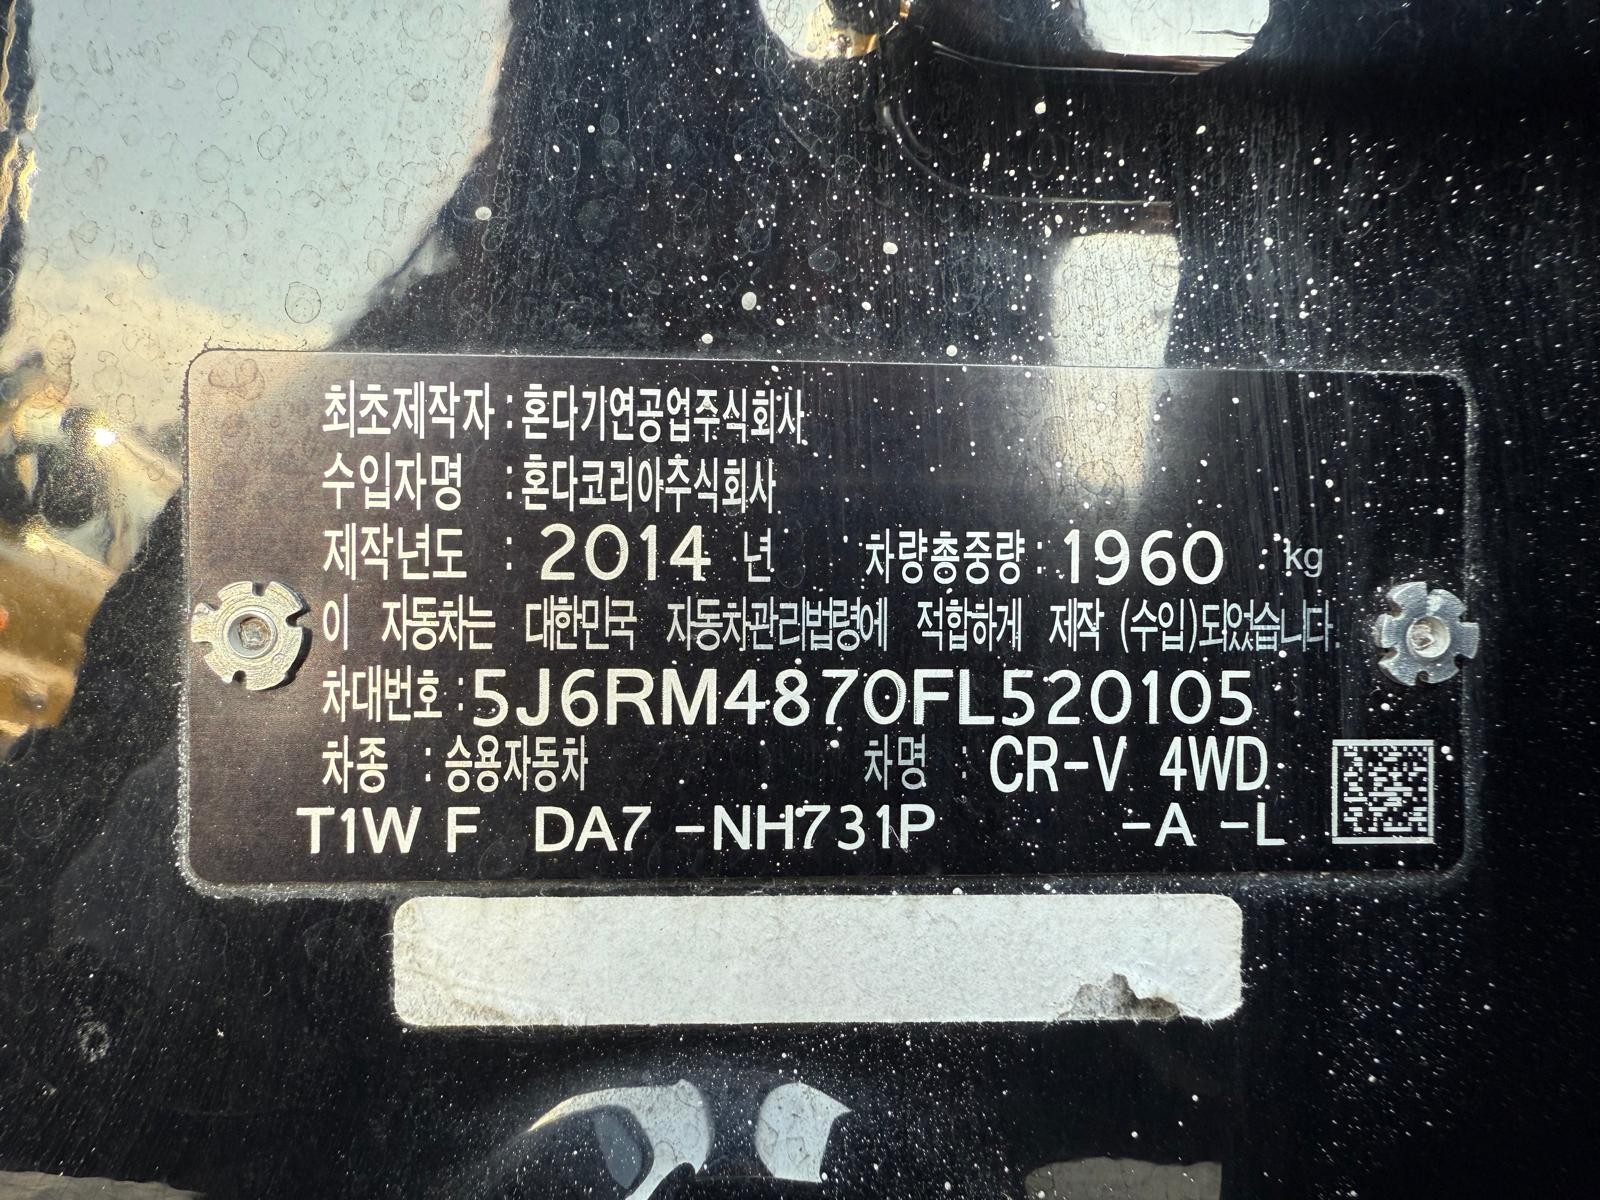 최초제작자 : 혼다기연공업주식회사
수입자명 : 혼다코리아주식회사
제작년도 : 2014 년 차량총중량 : 1960 kg
이 자동차는 대한민국 자동차관리법령에 적합하게 제작 (수입)되었습니다.
차대번호 : 5J6RM4870FL520105
차종 : 승용자동차 차명 : CR-V 4WD
T1W F DA7 -NH731P -A -L